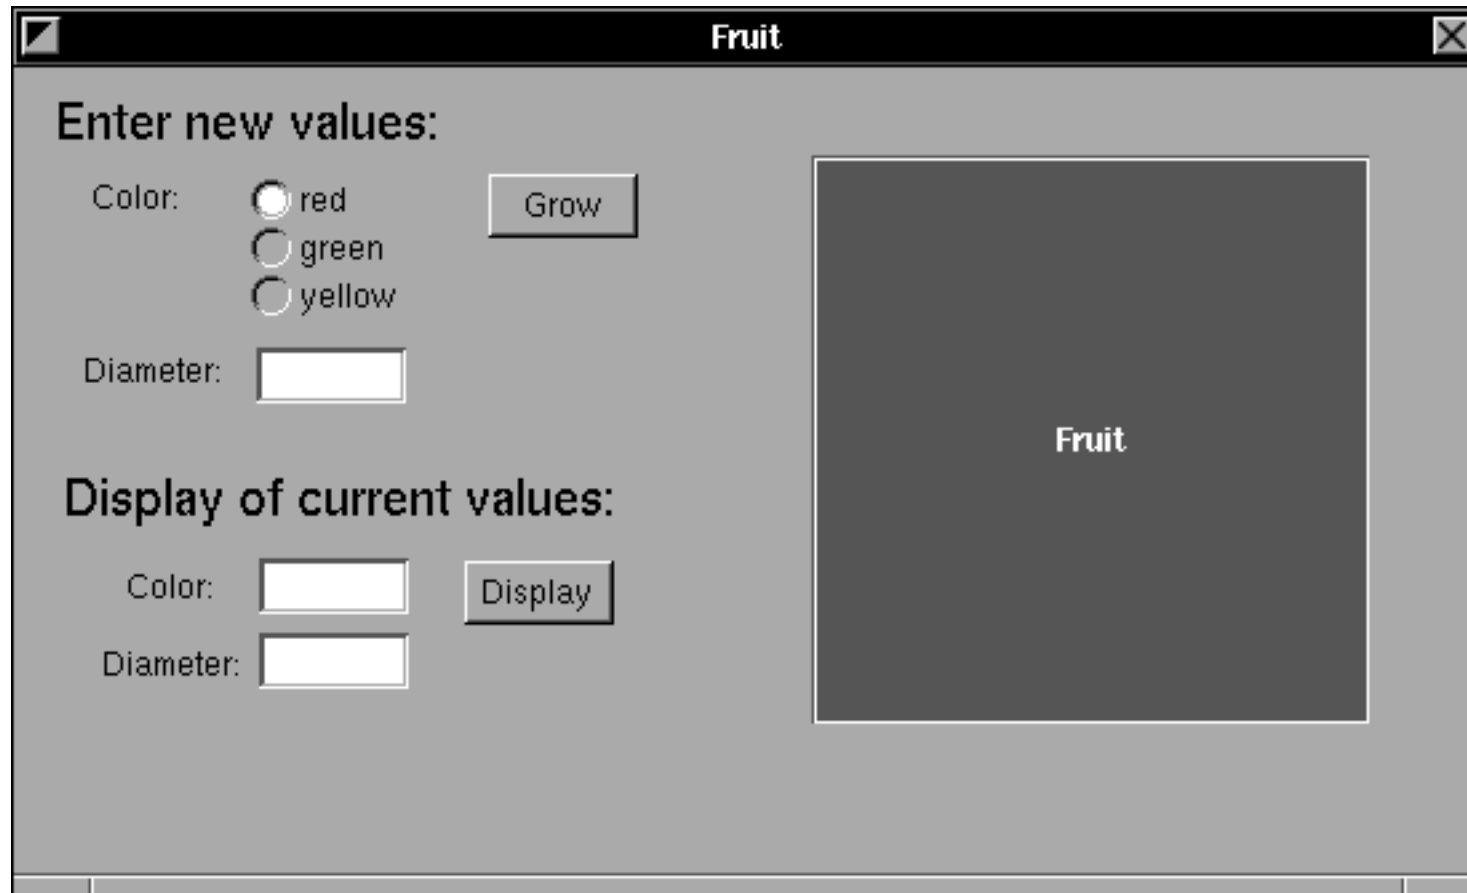 Fruit
Enter new values:
Color:
red
green
yellow
Grow
Diameter:
Display of current values:
Color:
Display
Diameter:
Fruit